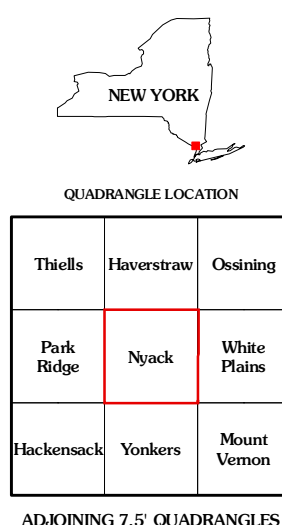 NEW YORK
QUADRANGLE LOCATION
Thiells Haverstraw Ossining
Park Ridge Nyack White Plains
Hackensack Yonkers Mount Vernon
ADJOINING 7.5' QUADRANGLES